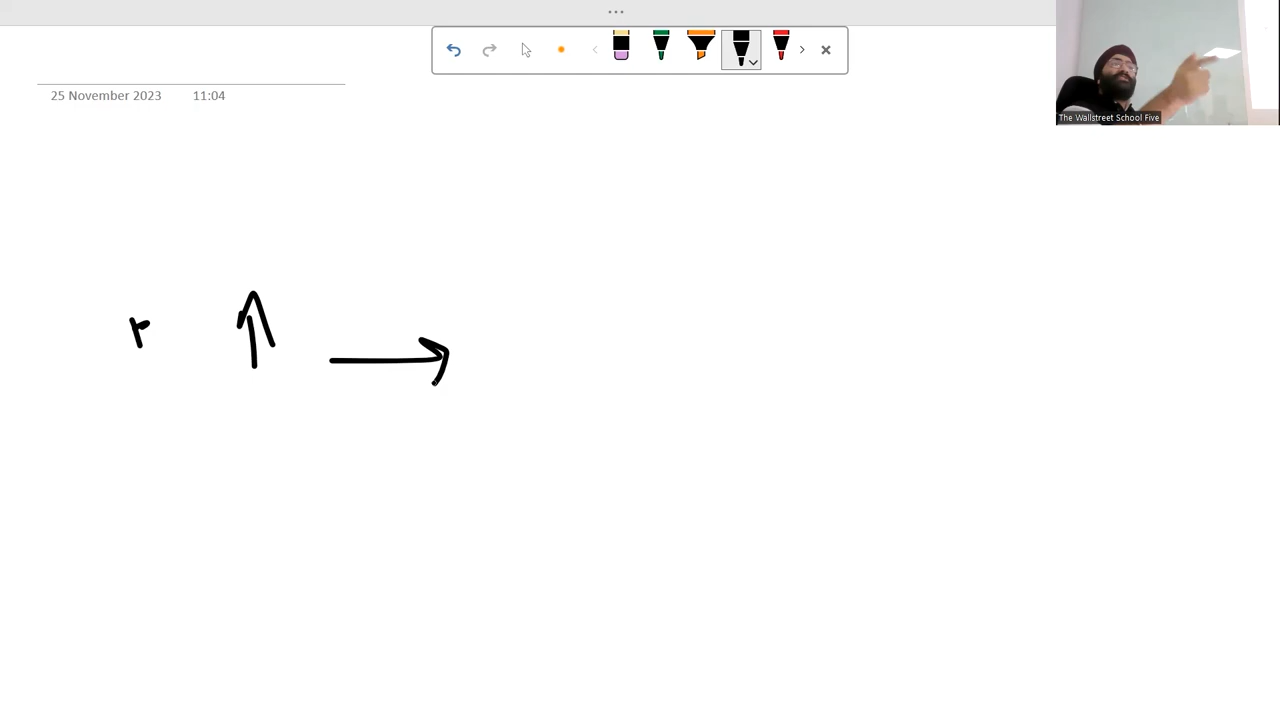 25 November 2023 11:04
The Wallstreet School Five
r ↑ →